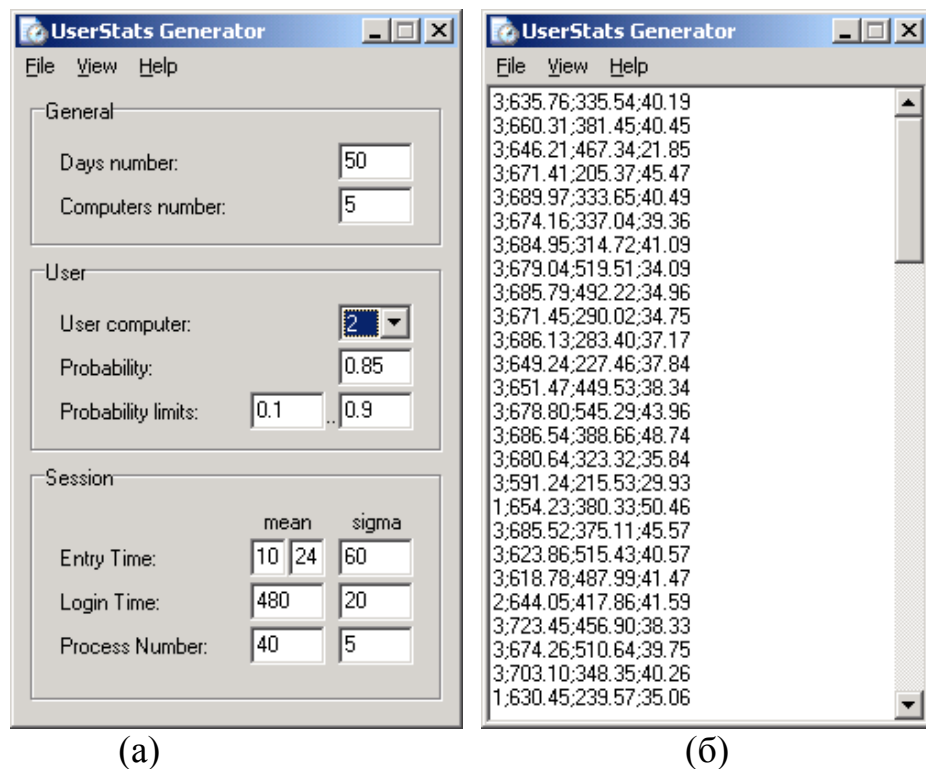 UserStats Generator
File View Help
General
Days number: 50
Computers number: 5
User
User computer: 2
Probability: 0.85
Probability limits: 0.1 .. 0.9
Session
mean sigma
Entry Time: 10 24 60
Login Time: 480 20
Process Number: 40 5
(а)
UserStats Generator
File View Help
3;635.76;335.54;40.19
3;660.31;381.45;40.45
3;646.21;467.34;21.85
3;671.41;205.37;45.47
3;689.97;333.65;40.49
3;674.16;337.04;39.36
3;684.95;314.72;41.09
3;679.04;519.51;34.09
3;685.79;492.22;34.96
3;671.45;290.02;34.75
3;686.13;283.40;37.17
3;649.24;227.46;37.84
3;651.47;449.53;38.34
3;678.80;545.29;43.96
3;686.54;388.66;48.74
3;680.64;323.32;35.84
3;591.24;215.53;29.93
1;654.23;380.33;50.46
3;685.52;375.11;45.57
3;623.86;515.43;40.57
3;618.78;487.99;41.47
2;644.05;417.86;41.59
3;723.45;456.90;38.33
3;674.26;510.64;39.75
3;703.10;348.35;40.26
1;630.45;239.57;35.06
(б)